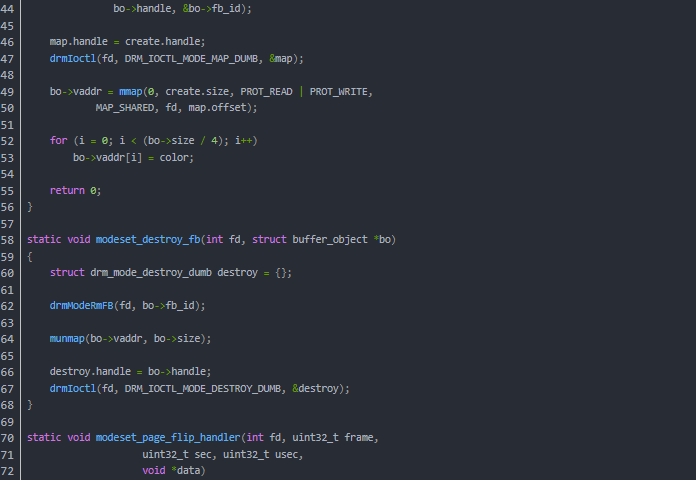 44 bo->handle, &bo->fb_id);
45
46 map.handle = create.handle;
47 drmIoctl(fd, DRM_IOCTL_MODE_MAP_DUMB, &map);
48
49 bo->vaddr = mmap(0, create.size, PROT_READ | PROT_WRITE,
50 MAP_SHARED, fd, map.offset);
51
52 for (i = 0; i < (bo->size / 4); i++)
53 bo->vaddr[i] = color;
54
55 return 0;
56 }
57
58 static void modeset_destroy_fb(int fd, struct buffer_object *bo)
59 {
60 struct drm_mode_destroy_dumb destroy = {};
61
62 drmModeRmFB(fd, bo->fb_id);
63
64 munmap(bo->vaddr, bo->size);
65
66 destroy.handle = bo->handle;
67 drmIoctl(fd, DRM_IOCTL_MODE_DESTROY_DUMB, &destroy);
68 }
69
70 static void modeset_page_flip_handler(int fd, uint32_t frame,
71 uint32_t sec, uint32_t usec,
72 void *data)